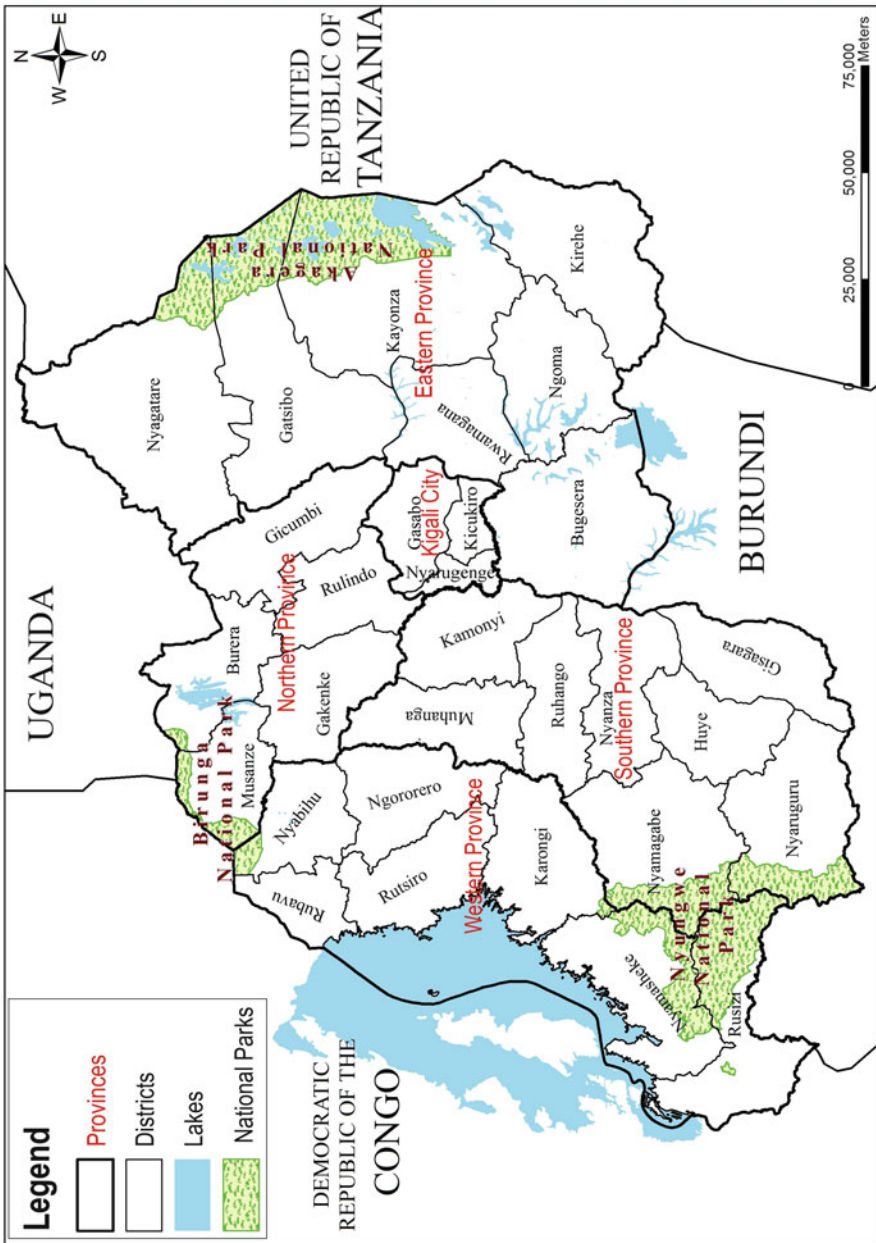 Legend
Provinces
Districts
Lakes
National Parks
N
W
E
S
UGANDA
UNITED
REPUBLIC OF
TANZANIA
BURUNDI
DEMOCRATIC
REPUBLIC OF THE
CONGO
Birunga
National Park
Akagera
National Park
Nyungwe
National
Park
Northern Province
Eastern Province
Kigali City
Western Province
Southern Province
Nyagatare
Gatsibo
Kayonza
Rwamagana
Ngoma
Kirehe
Bugesera
Gicumbi
Rulindo
Burera
Gakenke
Musanze
Gasabo
Kicukiro
Nyarugenge
Kamonyi
Muhanga
Ruhango
Nyanza
Huye
Gisagara
Nyamagabe
Nyaruguru
Nyabihu
Ngororero
Rubavu
Rutsiro
Karongi
Nyamasheke
Rusizi
0
25,000
50,000
75,000
Meters